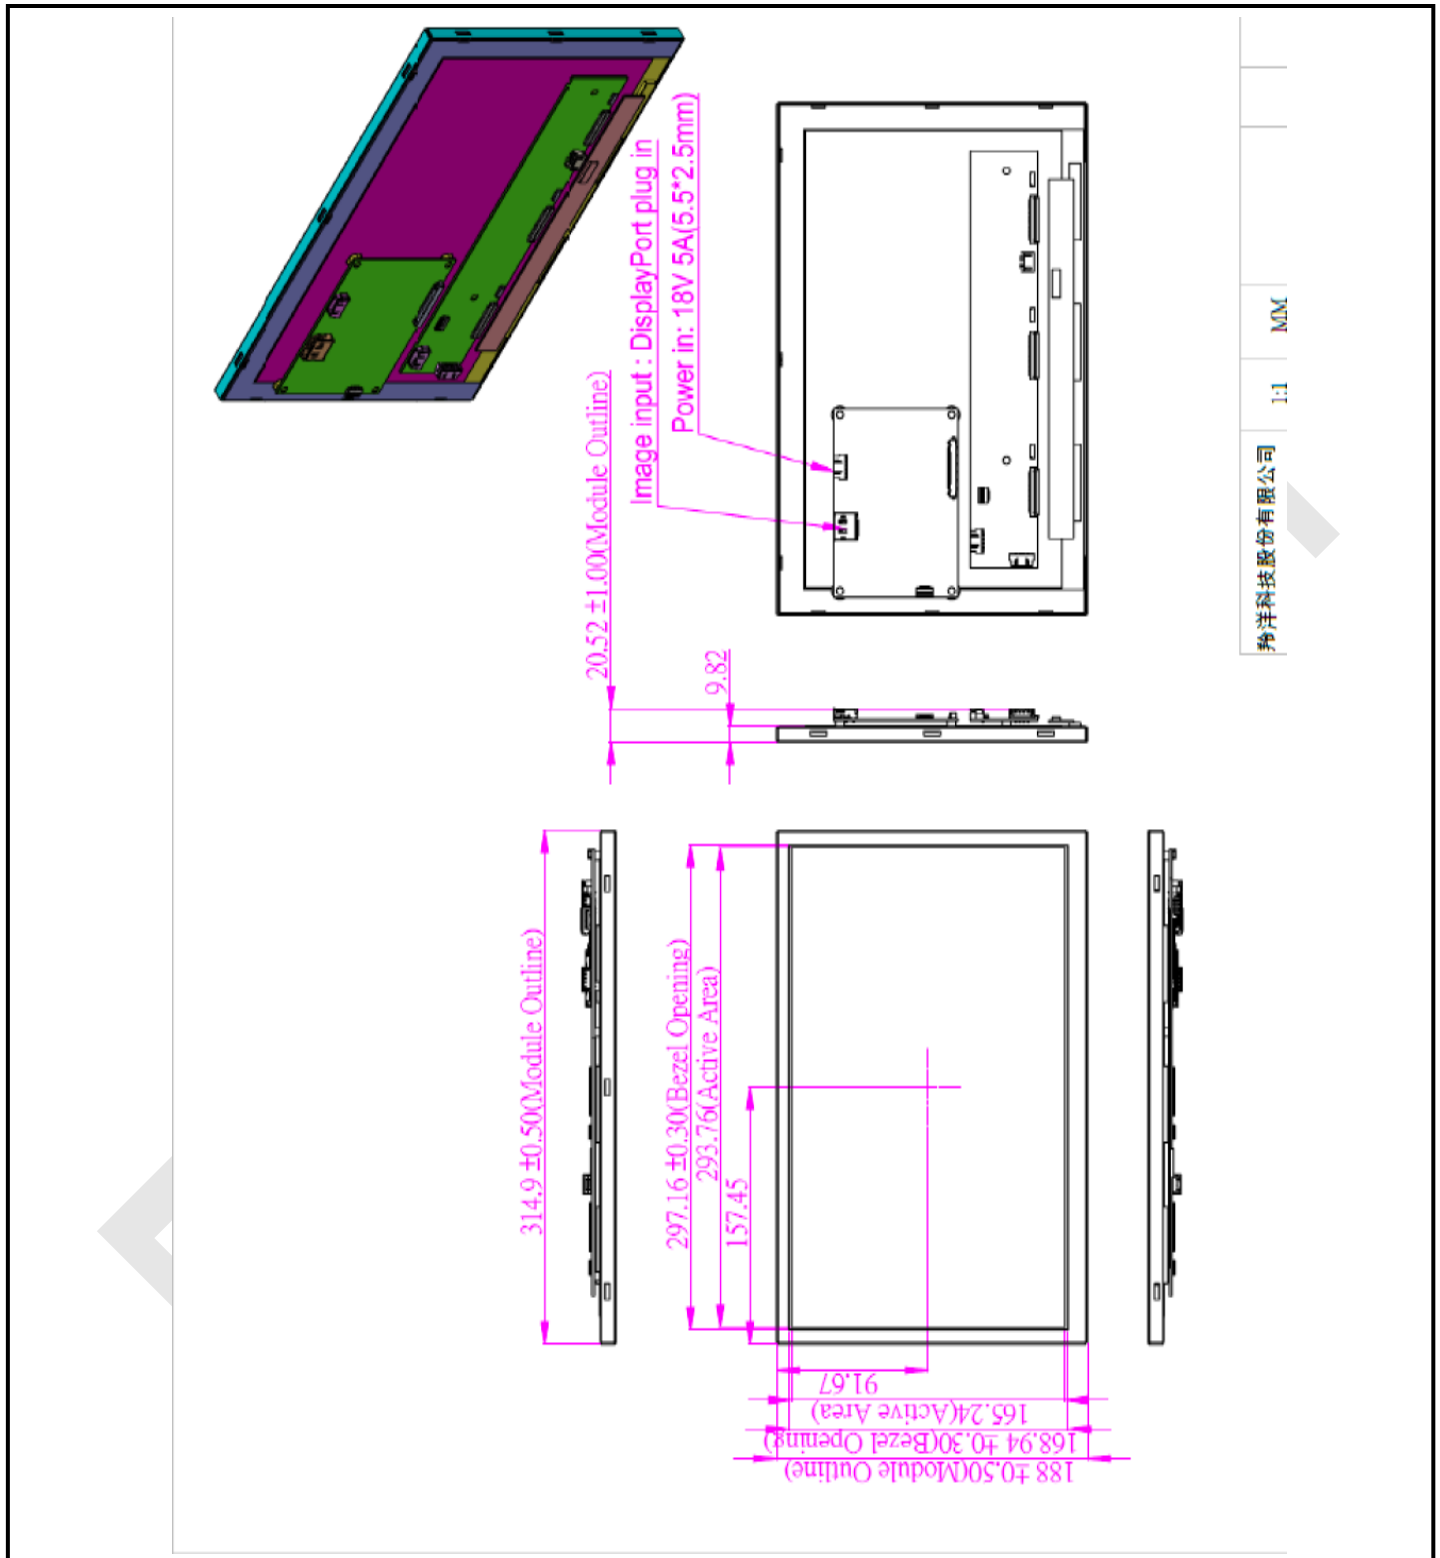 Image input : DisplayPort plug in
Power in: 18V 5A(5.5*2.5mm)
20.52 ±1.00(Module Outline)
9.82
314.9 ±0.50(Module Outline)
297.16 ±0.30(Bezel Opening)
293.76(Active Area)
157.45
91.67
165.24(Active Area)
168.94 ±0.30(Bezel Opening)
188 ±0.50(Module Outline)
MM
1:1
科技股份有限公司